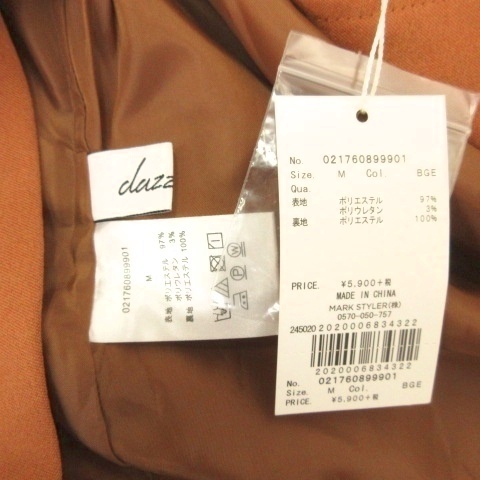 dazz
021760899901
M
表地 ポリエステル 97%
ポリウレタン 3%
裏地 ポリエステル 100%
No. 021760899901
Size. M Col. BGE
Qua.
表地 ポリエステル 97%
ポリウレタン 3%
裏地 ポリエステル 100%
PRICE. ¥5,900+税
MADE IN CHINA
MARK STYLER(株)
0570-050-757
245020 2020006834322
2020006834322
No. 021760899901
Size. M Col. BGE
PRICE. ¥5,900+税